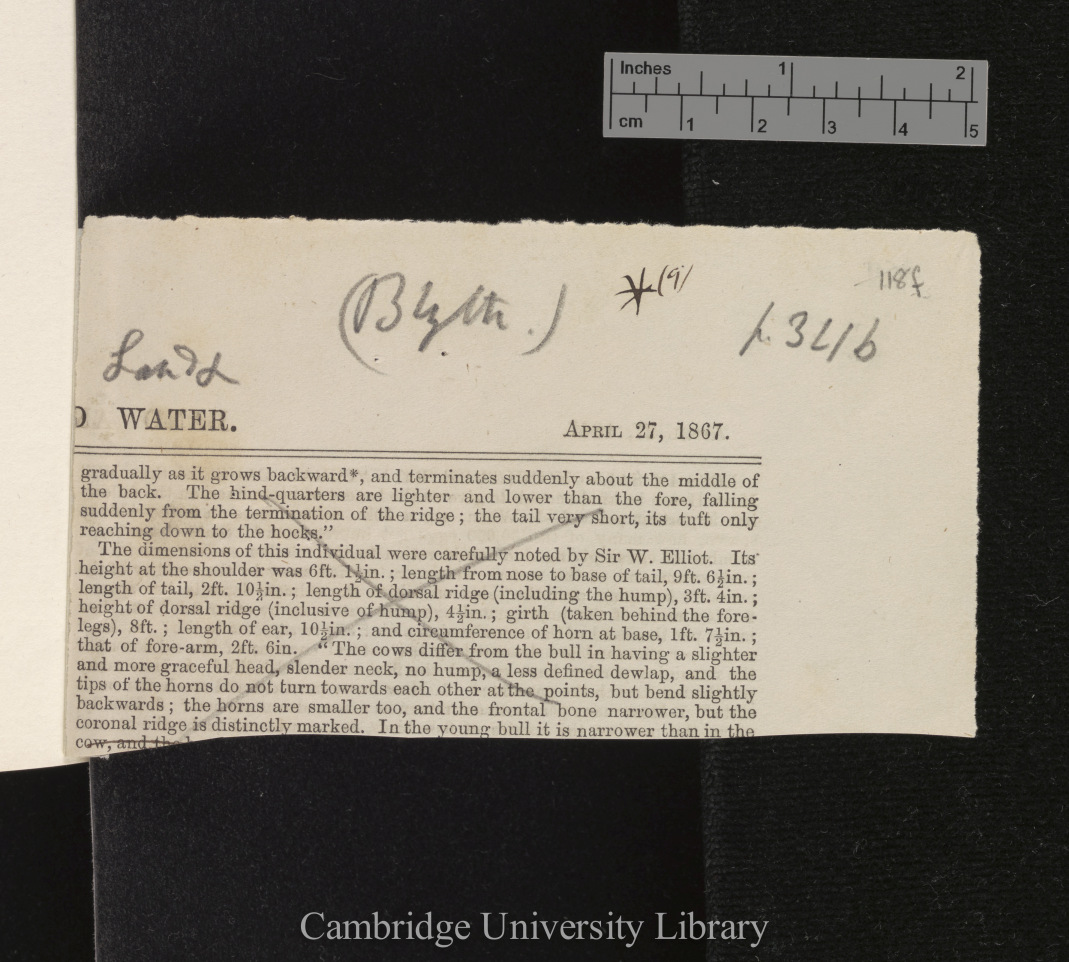 Inches 1 2
cm 1 2 3 4 5
118f
(Blyth.) *(9/
p. 346
Land &
D WATER. APRIL 27, 1867.
gradually as it grows backward*, and terminates suddenly about the middle of
the back. The hind-quarters are lighter and lower than the fore, falling
suddenly from the termination of the ridge; the tail very short, its tuft only
reaching down to the hocks.”
The dimensions of this individual were carefully noted by Sir W. Elliot. Its
height at the shoulder was 6ft. 1½in.; length from nose to base of tail, 9ft. 6½in.;
length of tail, 2ft. 10½in.; length of dorsal ridge (including the hump), 3ft. 4in.;
height of dorsal ridge (inclusive of hump), 4½in.; girth (taken behind the fore-
legs), 8ft.; length of ear, 10½in.; and circumference of horn at base, 1ft. 7½in.;
that of fore-arm, 2ft. 6in. “The cows differ from the bull in having a slighter
and more graceful head, slender neck, no hump, a less defined dewlap, and the
tips of the horns do not turn towards each other at the points, but bend slightly
backwards; the horns are smaller too, and the frontal bone narrower, but the
coronal ridge is distinctly marked. In the young bull it is narrower than in the
cow, and the
Cambridge University Library